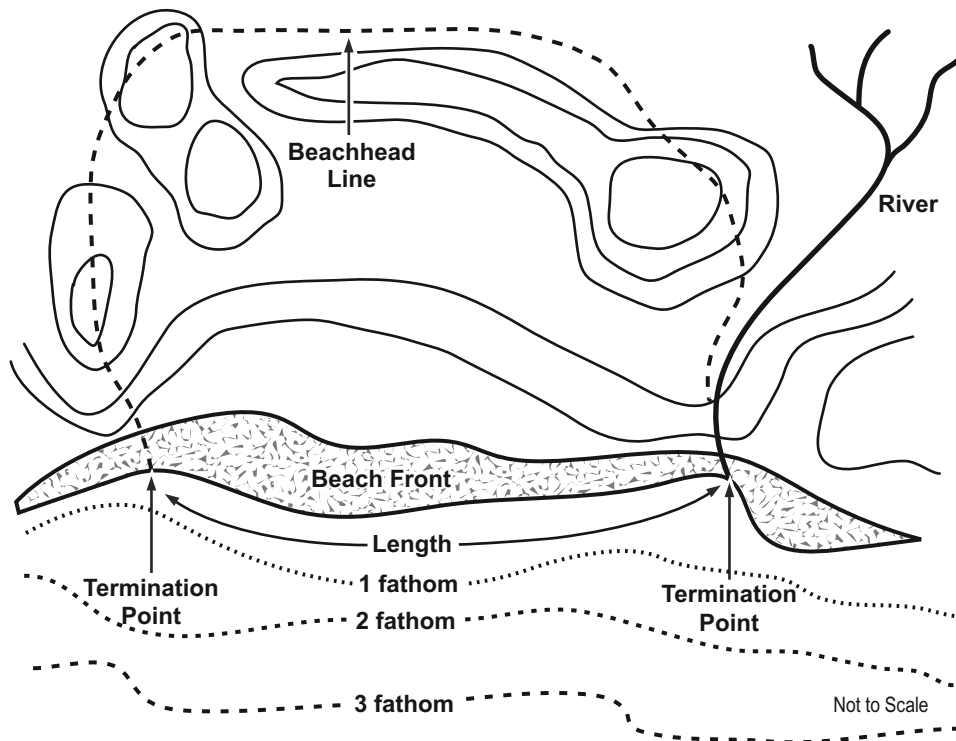 Beachhead
Line
River
Beach Front
Length
1 fathom
Termination
Point
Termination
Point
2 fathom
3 fathom
Not to Scale